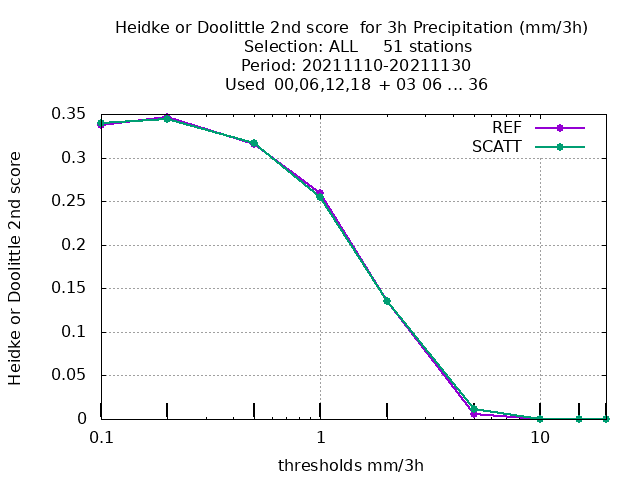 Heidke or Doolittle 2nd score  for 3h Precipitation (mm/3h)
Selection: ALL     51 stations
Period: 20211110-20211130
Used  00,06,12,18  + 03 06 ... 36
REF
SCATT
0.35
0.3
0.25
0.2
0.15
0.1
0.05
0
Heidke or Doolittle 2nd score
0.1 1 10
thresholds mm/3h